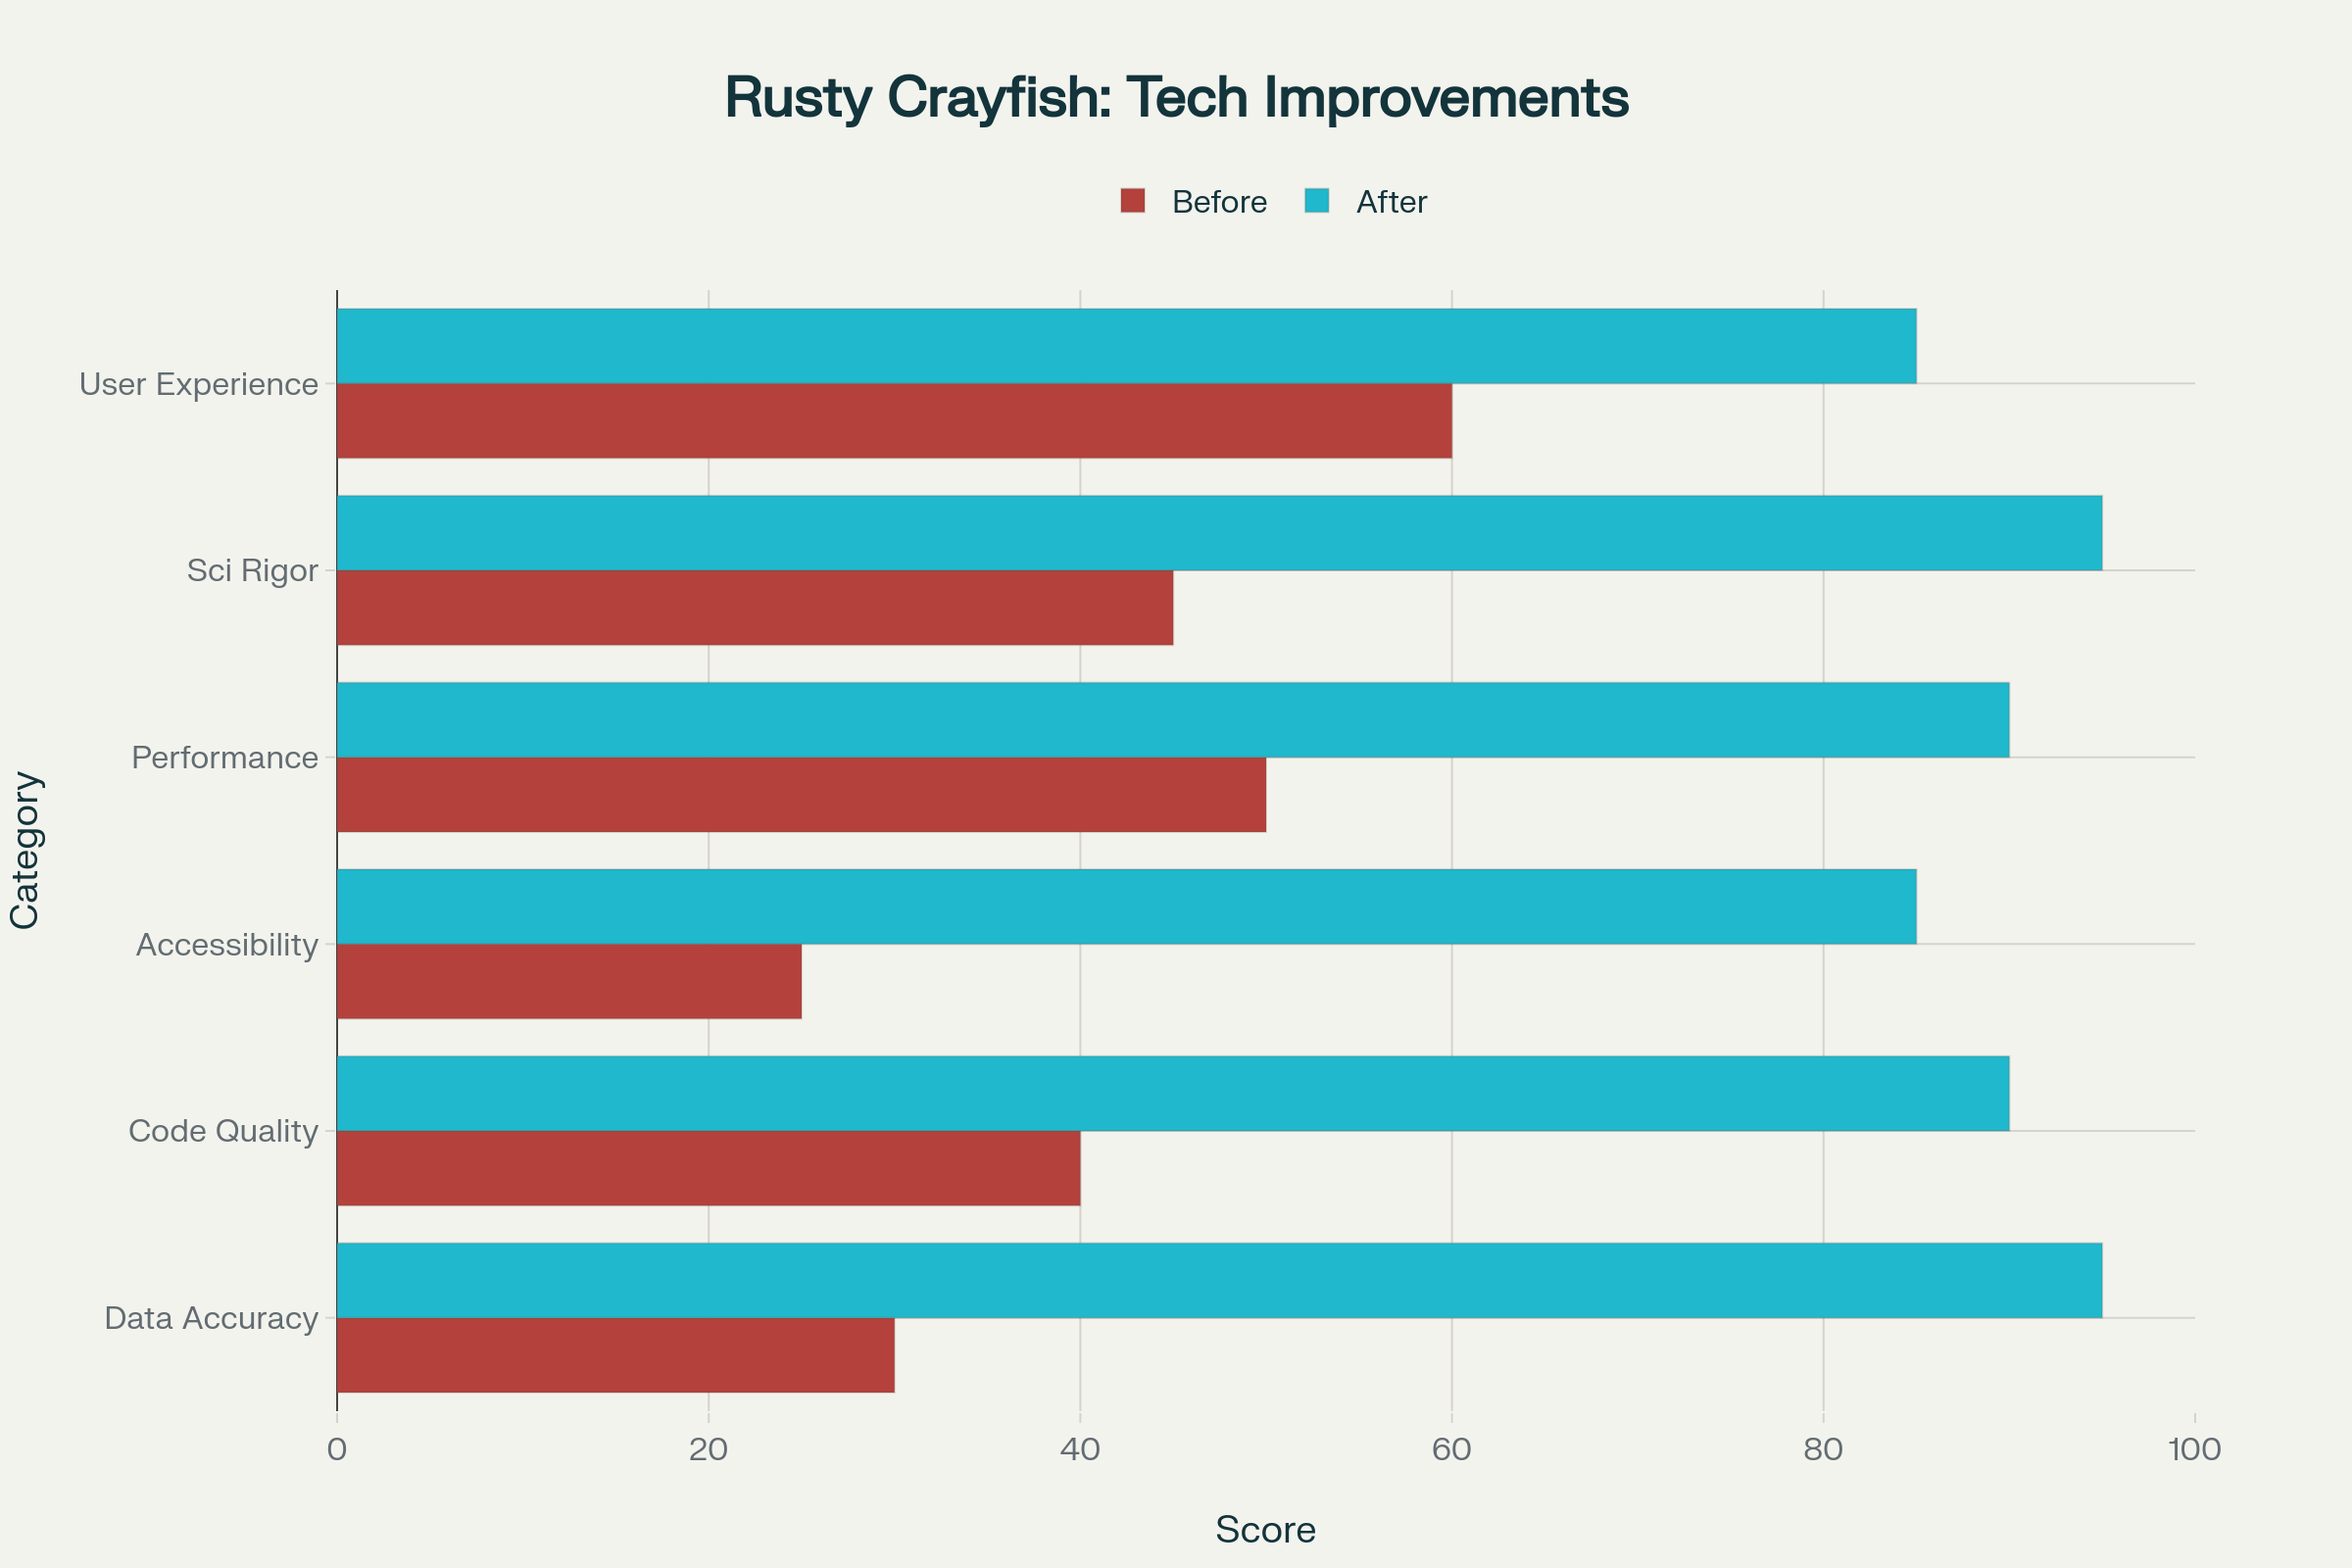 Rusty Crayfish: Tech Improvements
Before After
User Experience
Sci Rigor
Performance
Accessibility
Code Quality
Data Accuracy
Category
0 20 40 60 80 100
Score